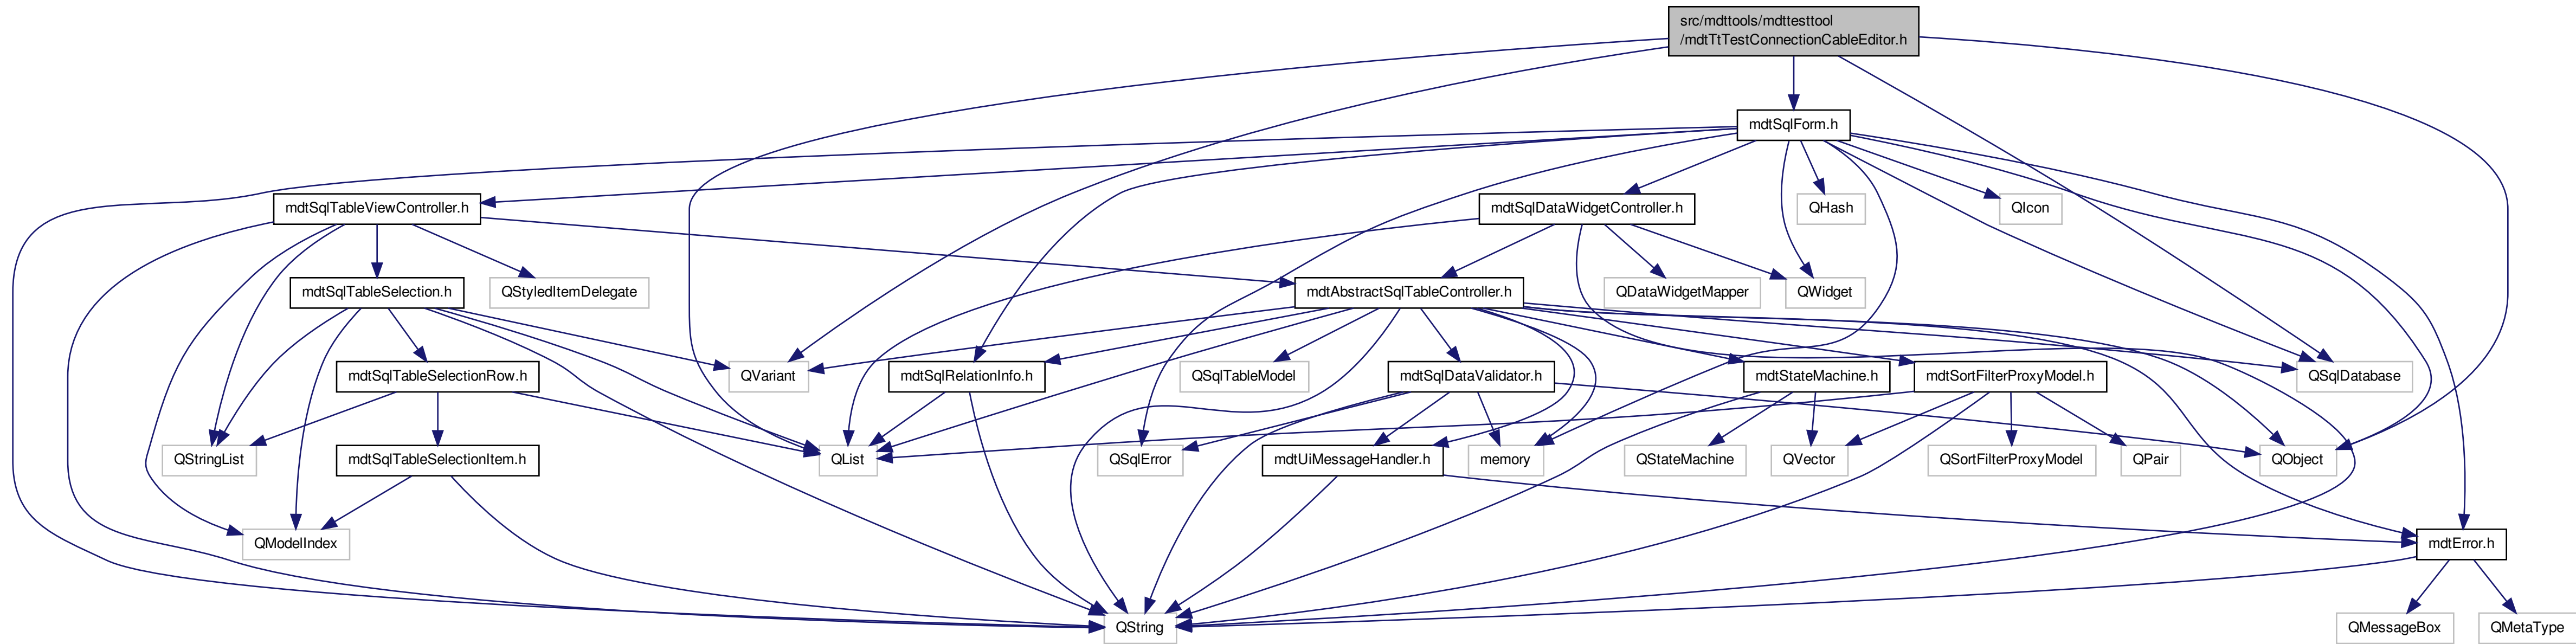 src/mdttools/mdttesttool
/mdtTtTestConnectionCableEditor.h
mdtSqlForm.h
mdtSqlTableViewController.h
mdtSqlDataWidgetController.h
QHash
QIcon
mdtSqlTableSelection.h
QStyledItemDelegate
mdtAbstractSqlTableController.h
QDataWidgetMapper
QWidget
mdtSqlTableSelectionRow.h
QVariant
mdtSqlRelationInfo.h
QSqlTableModel
mdtSqlDataValidator.h
mdtStateMachine.h
mdtSortFilterProxyModel.h
QSqlDatabase
QStringList
mdtSqlTableSelectionItem.h
QList
QSqlError
mdtUiMessageHandler.h
memory
QStateMachine
QVector
QSortFilterProxyModel
QPair
QObject
QModelIndex
mdtError.h
QString
QMessageBox
QMetaType